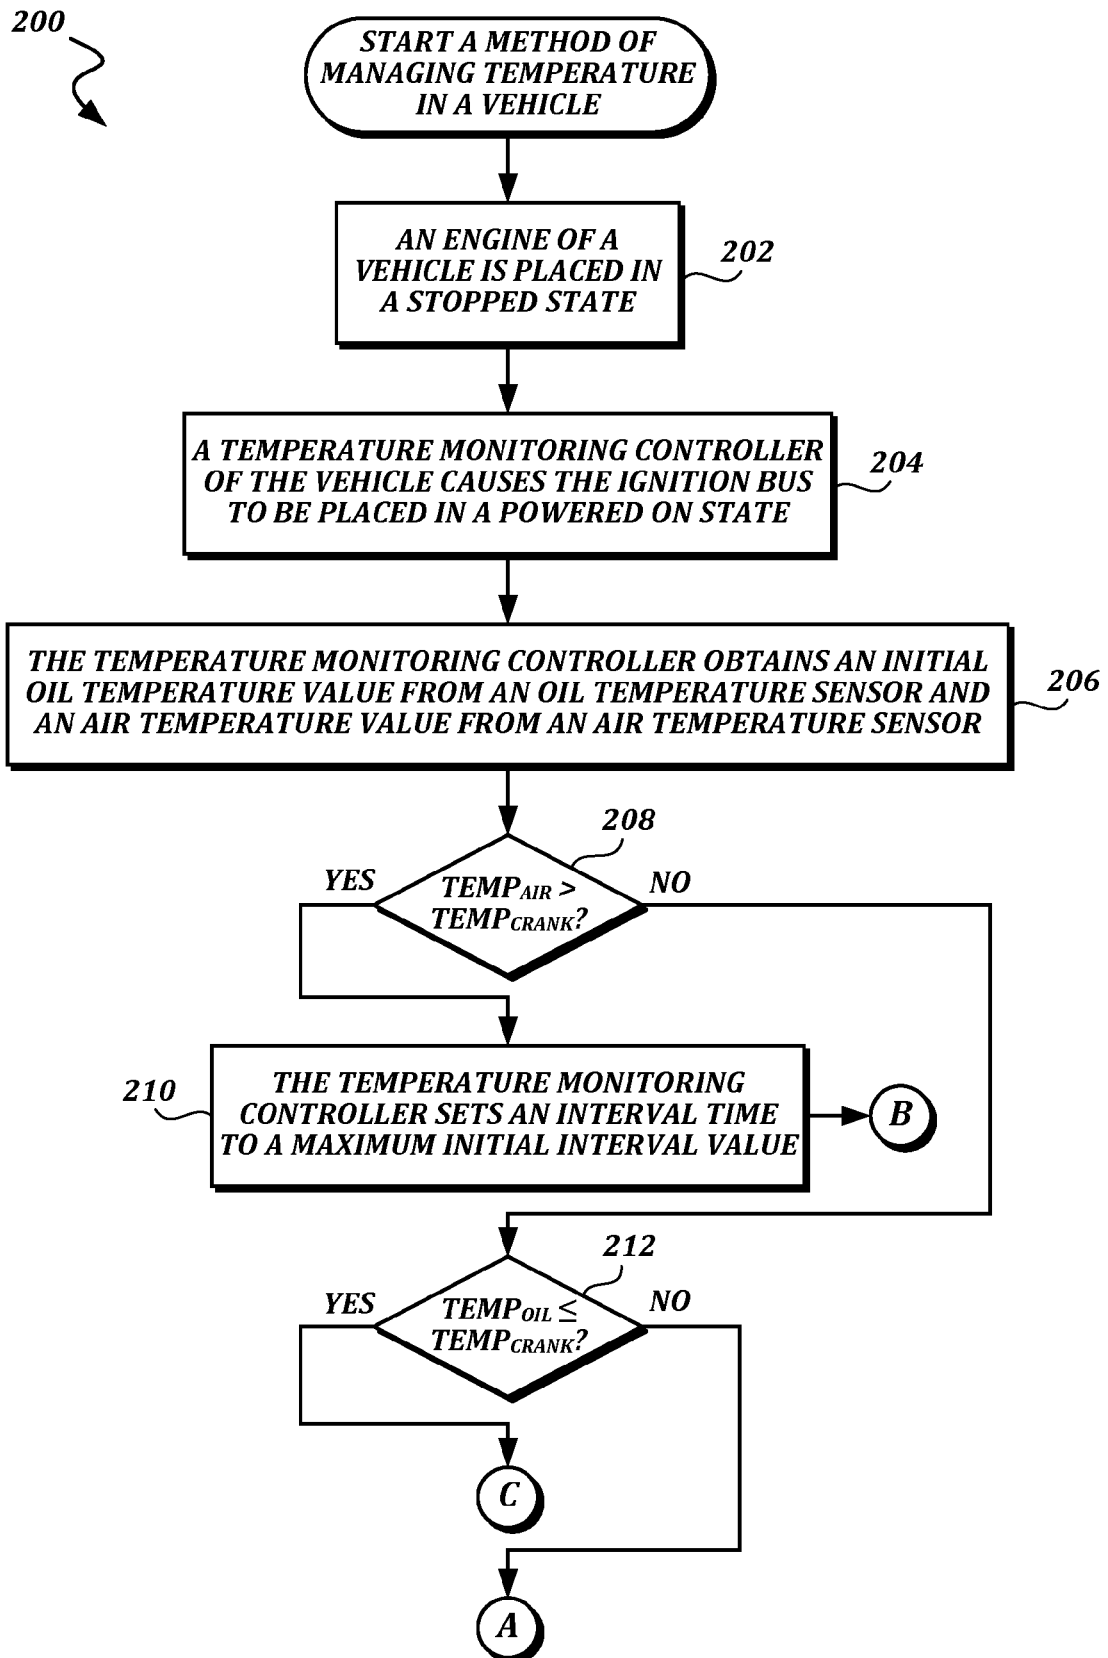 200
START A METHOD OF
MANAGING TEMPERATURE
IN A VEHICLE
AN ENGINE OF A
VEHICLE IS PLACED IN
A STOPPED STATE
202
A TEMPERATURE MONITORING CONTROLLER
OF THE VEHICLE CAUSES THE IGNITION BUS
TO BE PLACED IN A POWERED ON STATE
204
THE TEMPERATURE MONITORING CONTROLLER OBTAINS AN INITIAL
OIL TEMPERATURE VALUE FROM AN OIL TEMPERATURE SENSOR AND
AN AIR TEMPERATURE VALUE FROM AN AIR TEMPERATURE SENSOR
206
208
YES
TEMPAIR >
TEMPCRANK?
NO
210
THE TEMPERATURE MONITORING
CONTROLLER SETS AN INTERVAL TIME
TO A MAXIMUM INITIAL INTERVAL VALUE
B
212
YES
TEMPOIL ≤
TEMPCRANK?
NO
C
A